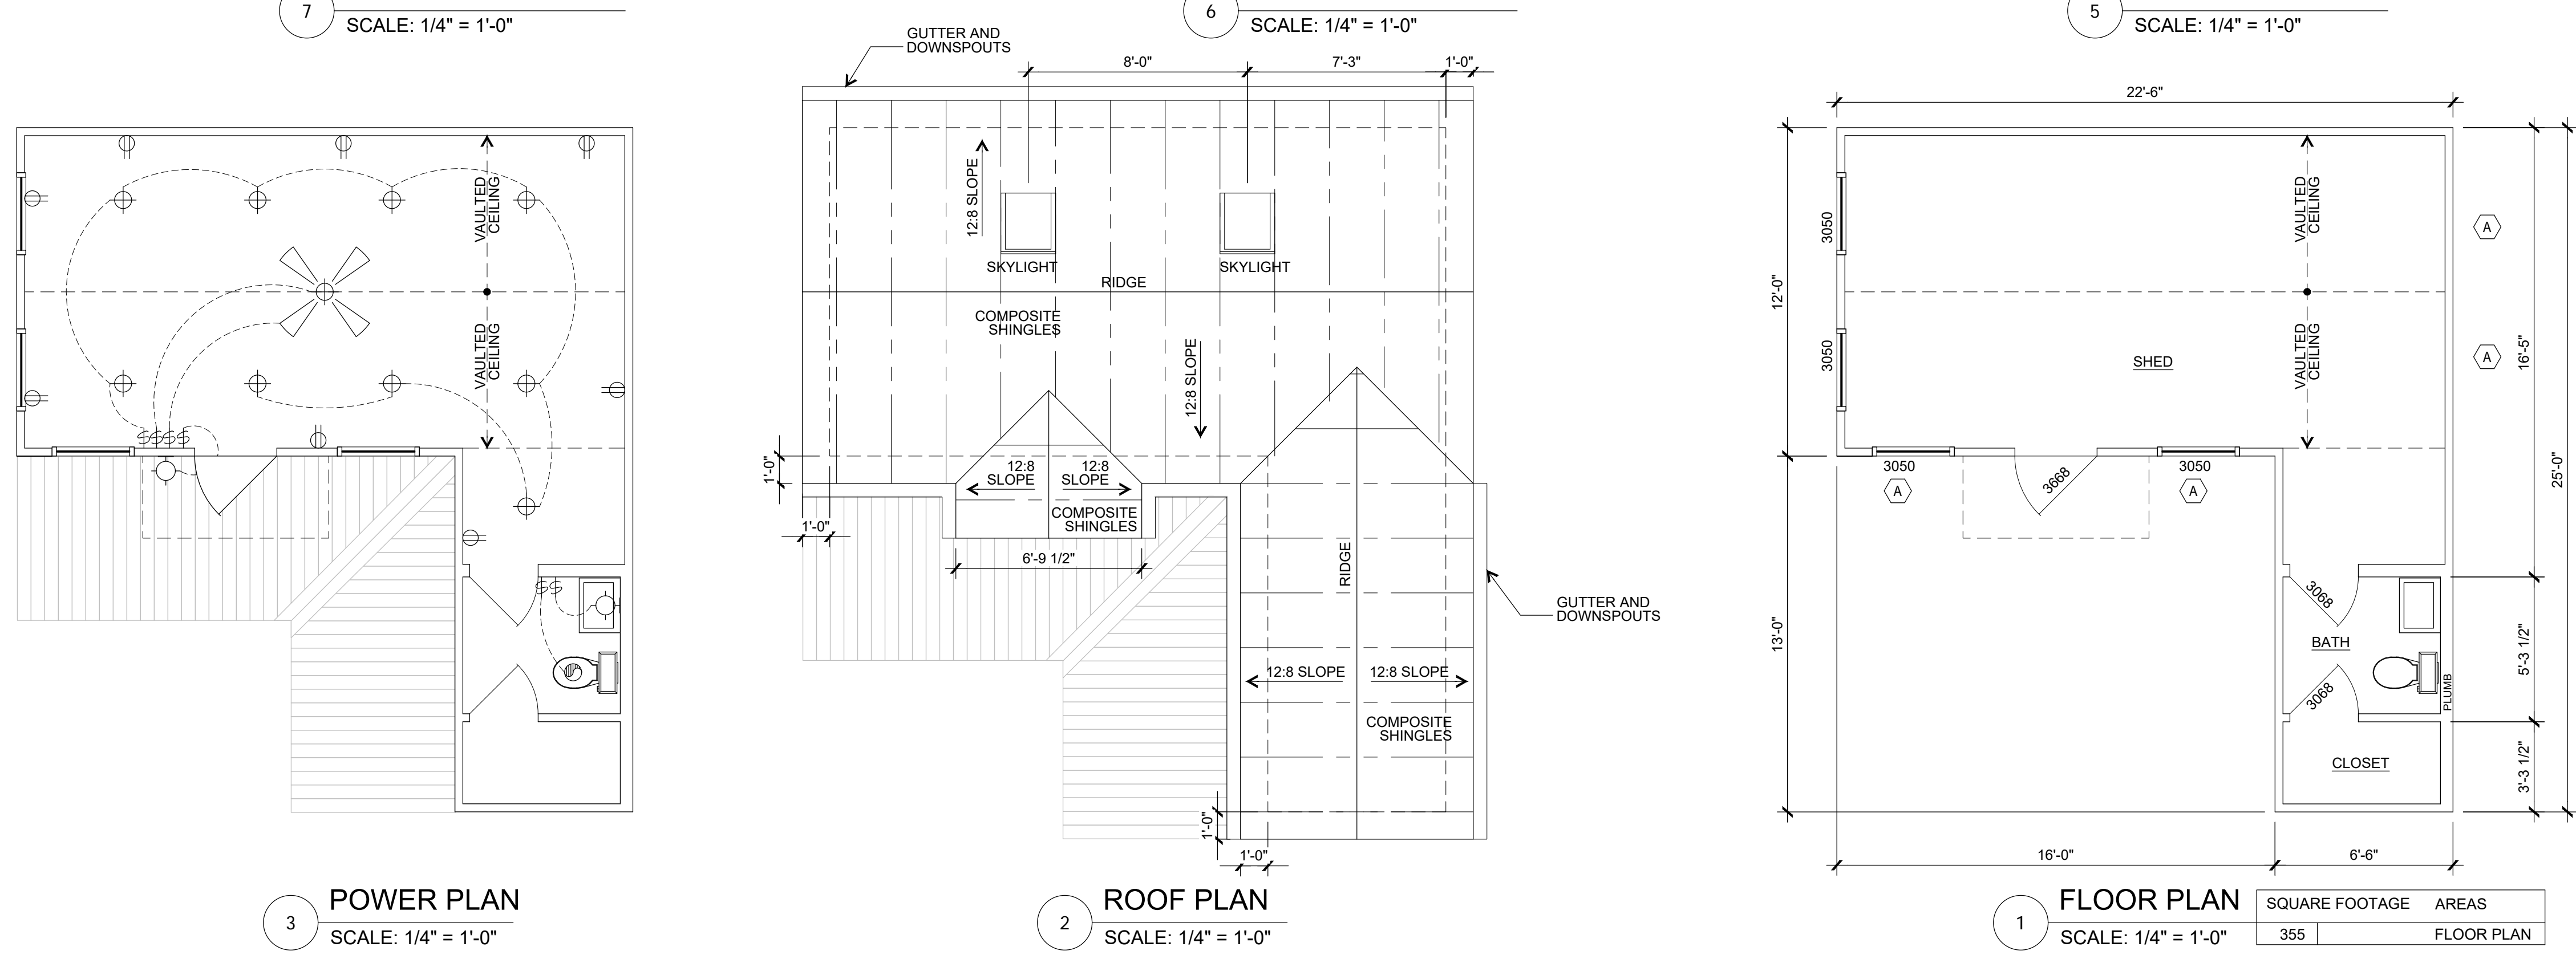 7
SCALE: 1/4" = 1'-0"
6
SCALE: 1/4" = 1'-0"
5
SCALE: 1/4" = 1'-0"
VAULTED
CEILING
VAULTED
CEILING
S S S S
S S
3
POWER PLAN
SCALE: 1/4" = 1'-0"
GUTTER AND
DOWNSPOUTS
8'-0"
7'-3"
1'-0"
12:8 SLOPE
SKYLIGHT
SKYLIGHT
RIDGE
COMPOSITE
SHINGLES
12:8 SLOPE
1'-0"
12:8
SLOPE
12:8
SLOPE
COMPOSITE
SHINGLES
1'-0"
6'-9 1/2"
RIDGE
GUTTER AND
DOWNSPOUTS
12:8 SLOPE
12:8 SLOPE
COMPOSITE
SHINGLES
1'-0"
1'-0"
2
ROOF PLAN
SCALE: 1/4" = 1'-0"
22'-6"
3050
VAULTED
CEILING
A
12'-0"
3050
SHED
VAULTED
CEILING
A
16'-5"
3050
A
3668
3050
A
25'-0"
13'-0"
3068
BATH
5'-3 1/2"
3068
PLUMB
CLOSET
3'-3 1/2"
16'-0"
6'-6"
1
FLOOR PLAN
SCALE: 1/4" = 1'-0"
SQUARE FOOTAGE AREAS
355 FLOOR PLAN